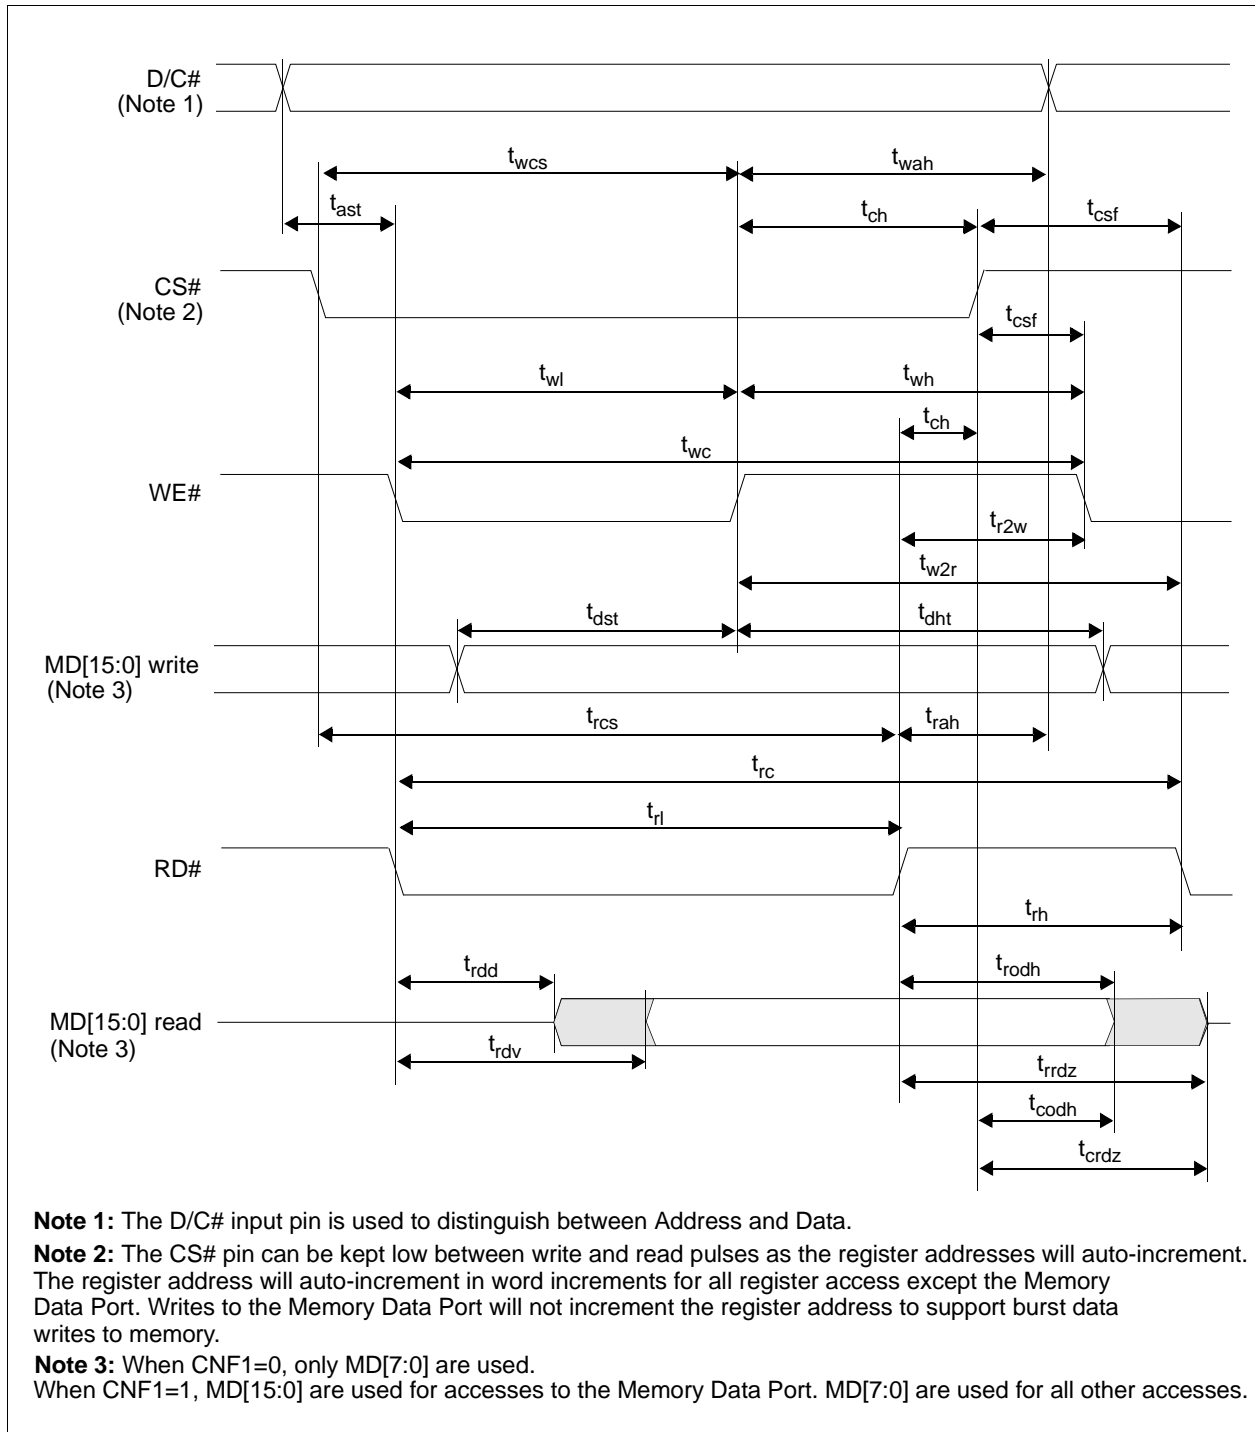 D/C#
(Note 1)
twcs
twah
tast
tch
tcsf
CS#
(Note 2)
tcsf
twl
twh
tch
twc
WE#
tr2w
tw2r
tdst
tdht
MD[15:0] write
(Note 3)
trcs
trah
trc
trl
RD#
trh
trdd
trodh
MD[15:0] read
(Note 3)
trdv
trrdz
tcodh
tcrdz
Note 1: The D/C# input pin is used to distinguish between Address and Data.
Note 2: The CS# pin can be kept low between write and read pulses as the register addresses will auto-increment.
The register address will auto-increment in word increments for all register access except the Memory
Data Port. Writes to the Memory Data Port will not increment the register address to support burst data
writes to memory.
Note 3: When CNF1=0, only MD[7:0] are used.
When CNF1=1, MD[15:0] are used for accesses to the Memory Data Port. MD[7:0] are used for all other accesses.